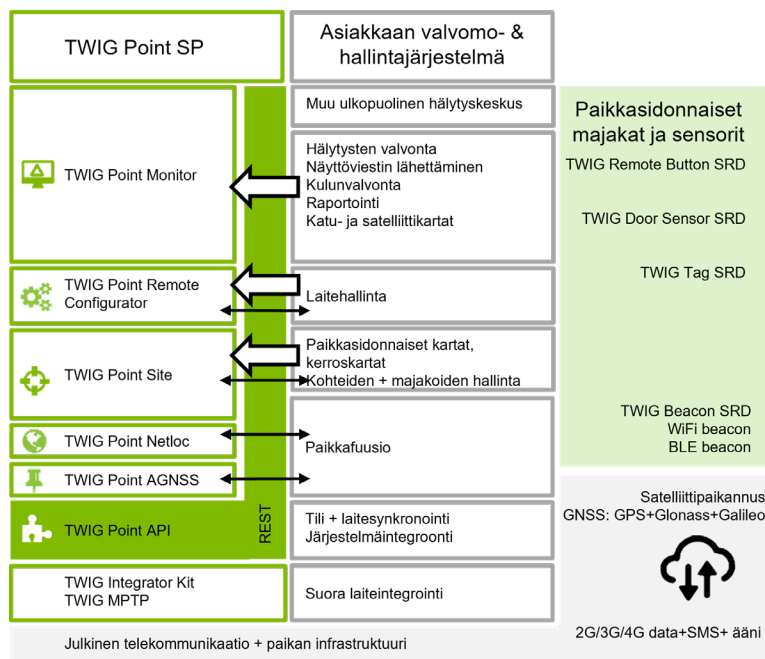 TWIG Point SP
Asiakkaan valvomo- &
hallintajärjestelmä
TWIG Point Monitor
TWIG Point Remote
Configurator
TWIG Point Site
TWIG Point Netloc
TWIG Point AGNSS
TWIG Point API
REST
TWIG Integrator Kit
TWIG MPTP
Muu ulkopuolinen hälytyskeskus
Hälytysten valvonta
Näyttöviestin lähettäminen
Kulunvalvonta
Raportointi
Katu- ja satelliittikartat
Laitehallinta
Paikkasidonnaiset kartat,
kerroskartat
Kohteiden + majakoiden hallinta
Paikkafuusio
Tili + laitesynkronointi
Järjestelmäintegroonti
Suora laiteintegrointi
Paikkasidonnaiset
majakat ja sensorit
TWIG Remote Button SRD
TWIG Door Sensor SRD
TWIG Tag SRD
TWIG Beacon SRD
WiFi beacon
BLE beacon
Satelliittipaikannus
GNSS: GPS+Glonass+Galileo
2G/3G/4G data+SMS+ ääni
Julkinen telekommunikaatio + paikan infrastruktuuri